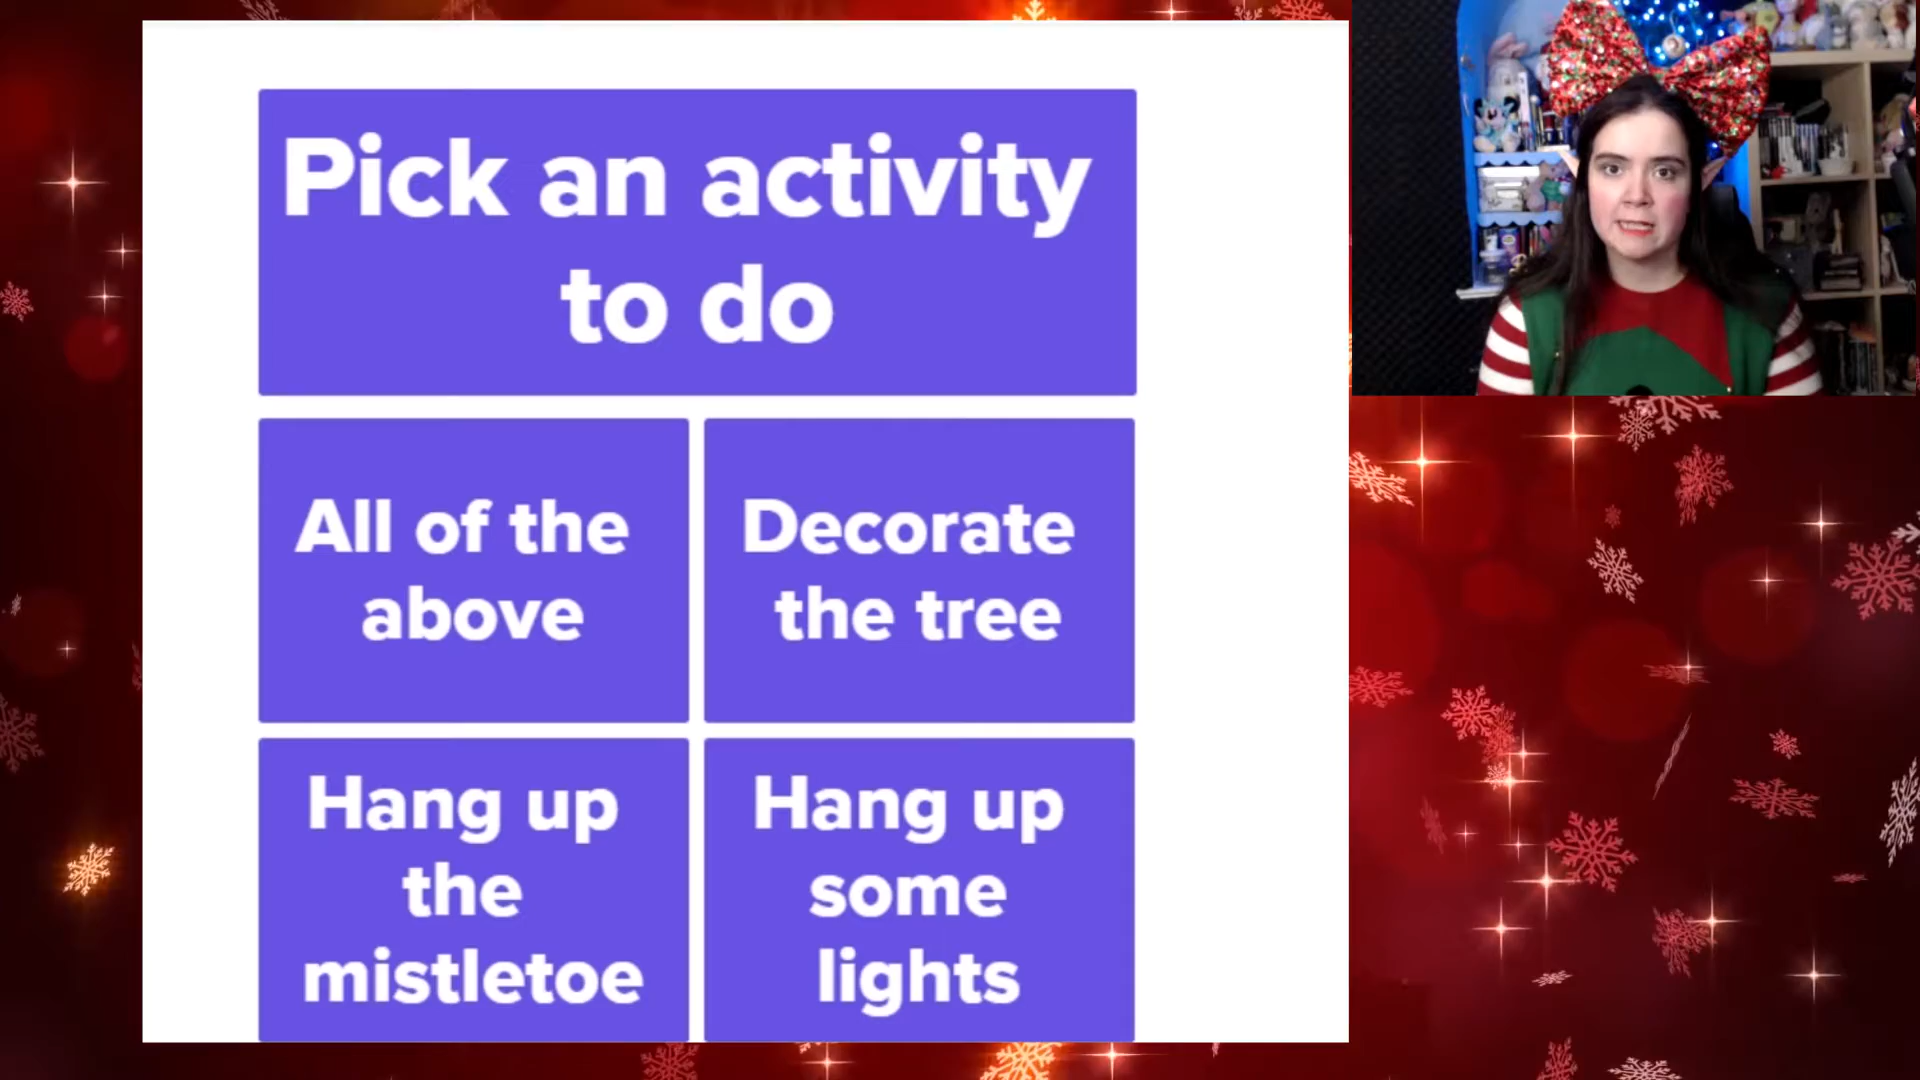 Pick an activity
to do
All of the
above
Decorate
the tree
Hang up
the
mistletoe
Hang up
some
lights